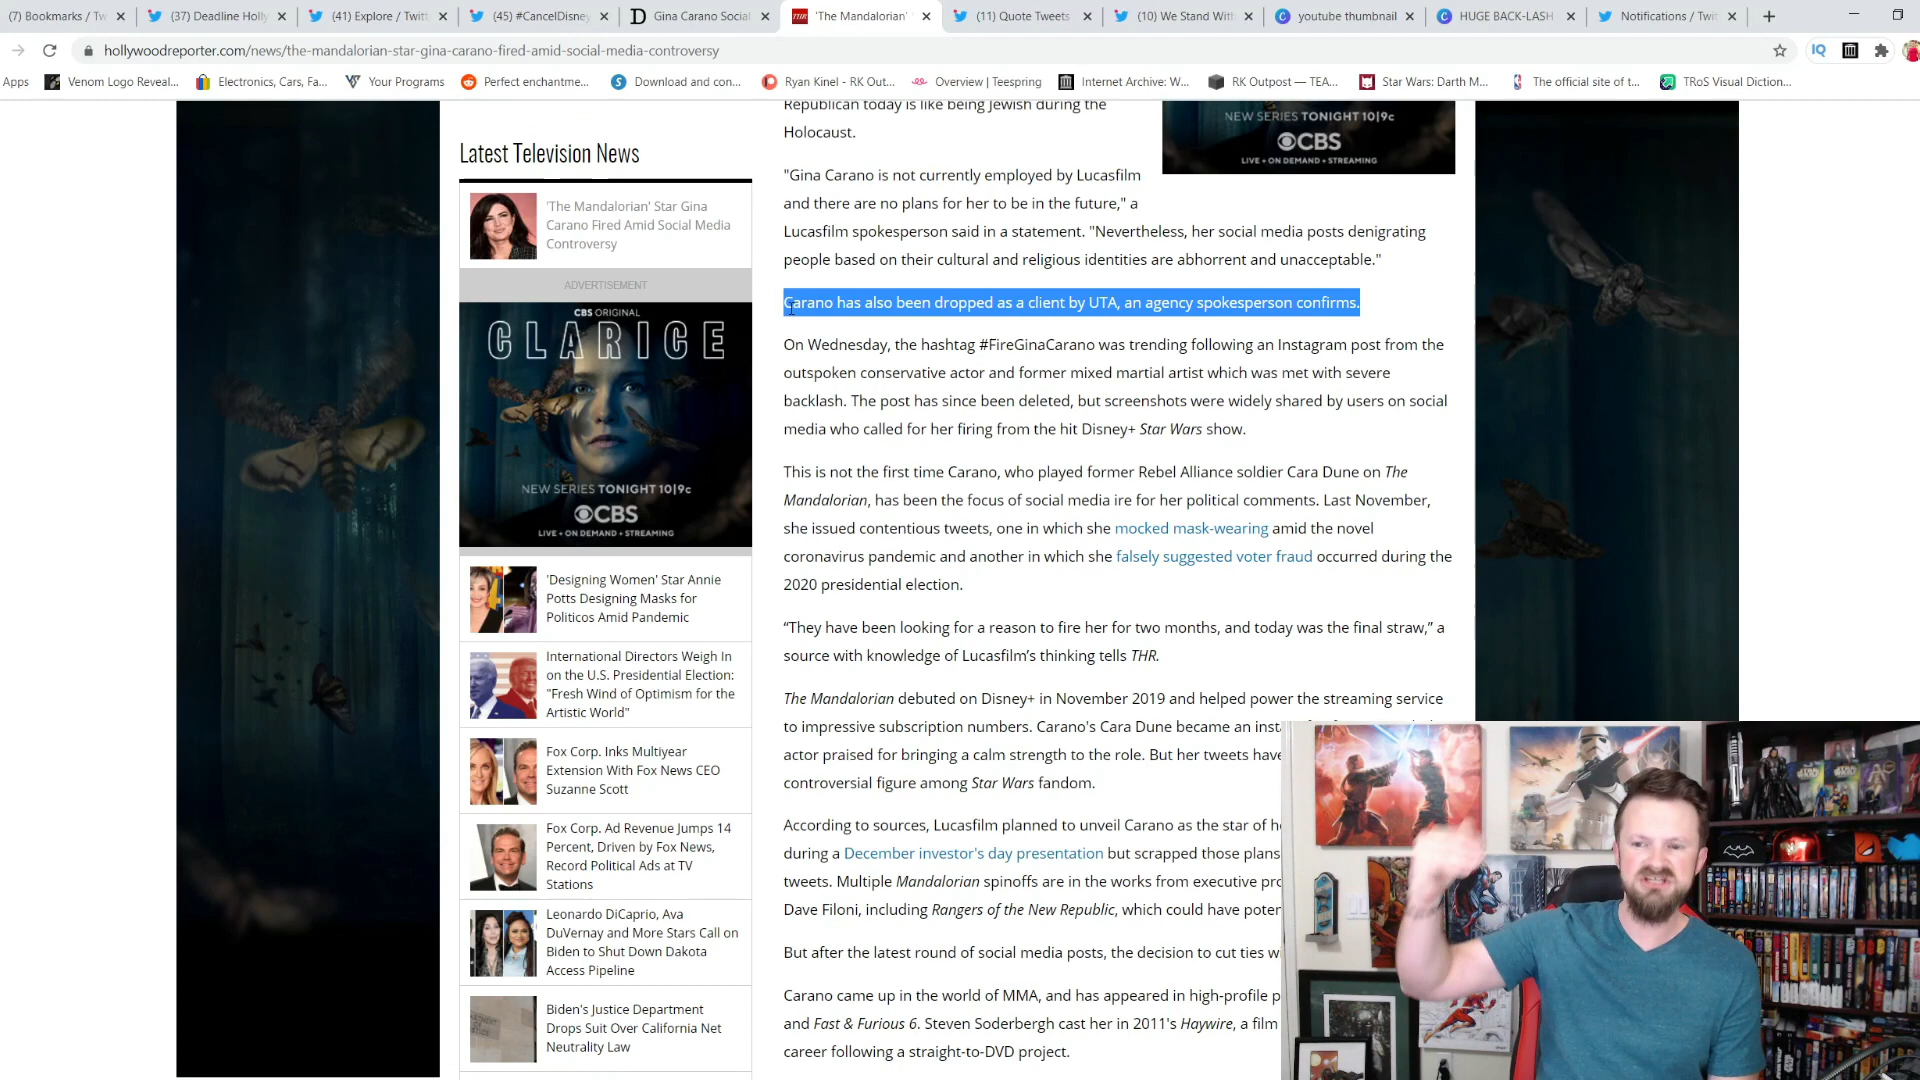 (7) Bookmarks / Tw
(37) Deadline Holly
(41) Explore / Twitt
(45) #CancelDisney
Gina Carano Social
'The Mandalorian'
(11) Quote Tweets
(10) We Stand With
youtube thumbnail
HUGE BACK-LASH
Notifications / Twit
hollywoodreporter.com/news/the-mandalorian-star-gina-carano-fired-amid-social-media-controversy
Apps
Venom Logo Reveal...
Electronics, Cars, Fa...
Your Programs
Perfect enchantme...
Download and con...
Ryan Kinel - RK Out...
Overview | Teespring
Internet Archive: W...
RK Outpost — TEA...
Star Wars: Darth M...
The official site of t...
TRoS Visual Diction...
Latest Television News
'The Mandalorian' Star Gina
Carano Fired Amid Social Media
Controversy
ADVERTISEMENT
CBS ORIGINAL
CLARICE
NEW SERIES TONIGHT 10|9c
CBS
LIVE + ON DEMAND + STREAMING
'Designing Women' Star Annie
Potts Designing Masks for
Politicos Amid Pandemic
International Directors Weigh In
on the U.S. Presidential Election:
"Fresh Wind of Optimism for the
Artistic World"
Fox Corp. Inks Multiyear
Extension With Fox News CEO
Suzanne Scott
Fox Corp. Ad Revenue Jumps 14
Percent, Driven by Fox News,
Record Political Ads at TV
Stations
Leonardo DiCaprio, Ava
DuVernay and More Stars Call on
Biden to Shut Down Dakota
Access Pipeline
Biden's Justice Department
Drops Suit Over California Net
Neutrality Law
Republican today is like being Jewish during the
Holocaust.
"Gina Carano is not currently employed by Lucasfilm
and there are no plans for her to be in the future," a
Lucasfilm spokesperson said in a statement. "Nevertheless, her social media posts denigrating
people based on their cultural and religious identities are abhorrent and unacceptable."
Carano has also been dropped as a client by UTA, an agency spokesperson confirms.
On Wednesday, the hashtag #FireGinaCarano was trending following an Instagram post from the
outspoken conservative actor and former mixed martial artist which was met with severe
backlash. The post has since been deleted, but screenshots were widely shared by users on social
media who called for her firing from the hit Disney+ Star Wars show.
This is not the first time Carano, who played former Rebel Alliance soldier Cara Dune on The
Mandalorian, has been the focus of social media ire for her political comments. Last November,
she issued contentious tweets, one in which she mocked mask-wearing amid the novel
coronavirus pandemic and another in which she falsely suggested voter fraud occurred during the
2020 presidential election.
“They have been looking for a reason to fire her for two months, and today was the final straw,” a
source with knowledge of Lucasfilm’s thinking tells THR.
The Mandalorian debuted on Disney+ in November 2019 and helped power the streaming service
to impressive subscription numbers. Carano's Cara Dune became an inst
actor praised for bringing a calm strength to the role. But her tweets have
controversial figure among Star Wars fandom.
According to sources, Lucasfilm planned to unveil Carano as the star of he
during a December investor's day presentation but scrapped those plans
tweets. Multiple Mandalorian spinoffs are in the works from executive pro
Dave Filoni, including Rangers of the New Republic, which could have poten
But after the latest round of social media posts, the decision to cut ties w
Carano came up in the world of MMA, and has appeared in high-profile p
and Fast & Furious 6. Steven Soderbergh cast her in 2011's Haywire, a film
career following a straight-to-DVD project.
NEW SERIES TONIGHT 10|9c
CBS
LIVE + ON DEMAND + STREAMING